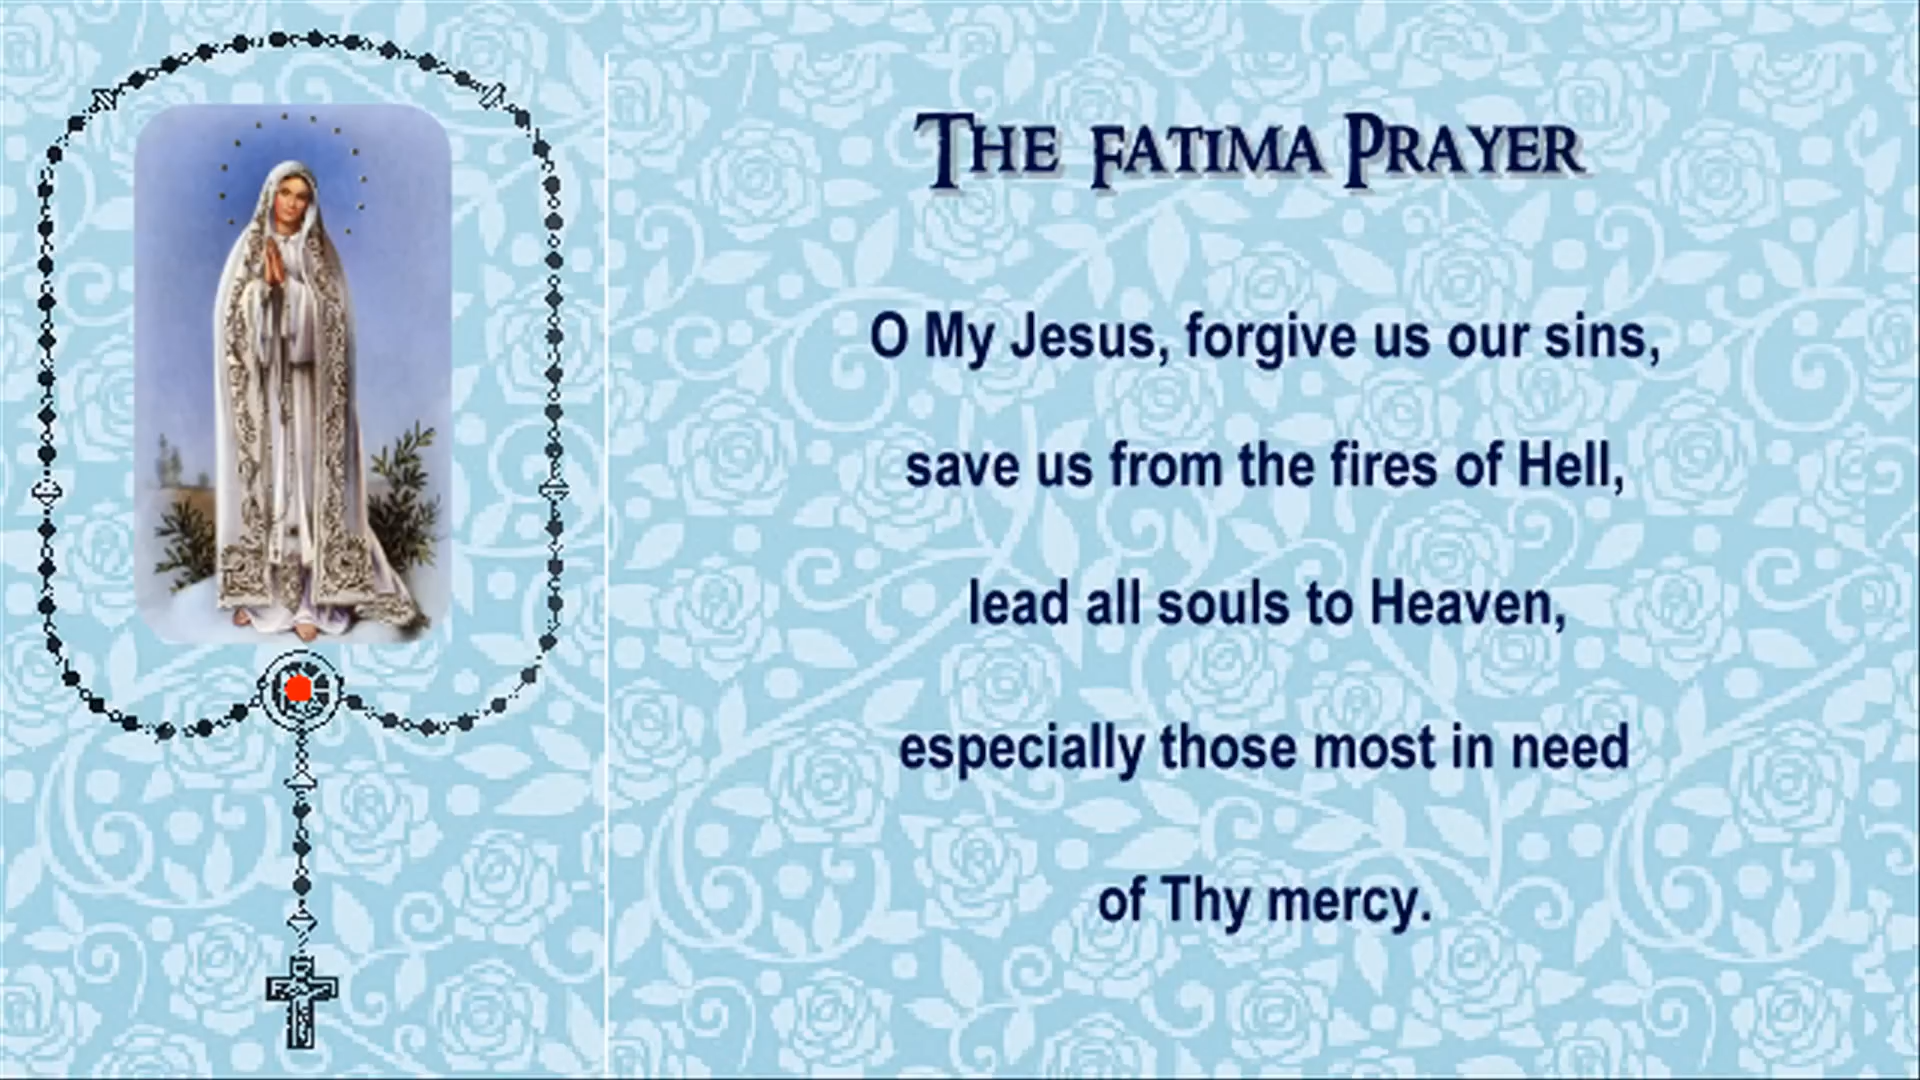 The Fatima Prayer
O My Jesus, forgive us our sins,
save us from the fires of Hell,
lead all souls to Heaven,
especially those most in need
of Thy mercy.